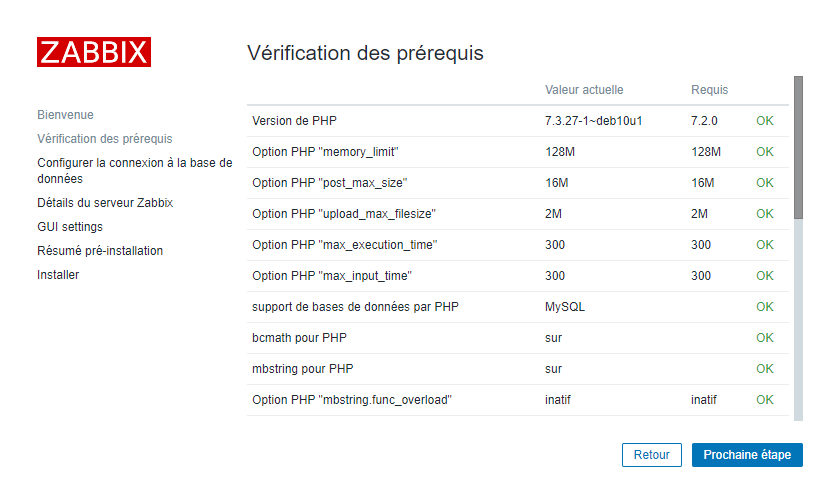 ZABBIX
Bienvenue
Vérification des prérequis
Configurer la connexion à la base de
données
Détails du serveur Zabbix
GUI settings
Résumé pré-installation
Installer
Vérification des prérequis
Valeur actuelle Requis
Version de PHP 7.3.27-1~deb10u1 7.2.0 OK
Option PHP "memory_limit" 128M 128M OK
Option PHP "post_max_size" 16M 16M OK
Option PHP "upload_max_filesize" 2M 2M OK
Option PHP "max_execution_time" 300 300 OK
Option PHP "max_input_time" 300 300 OK
support de bases de données par PHP MySQL OK
bcmath pour PHP sur OK
mbstring pour PHP sur OK
Option PHP "mbstring.func_overload" inatif inatif OK
Retour Prochaine étape